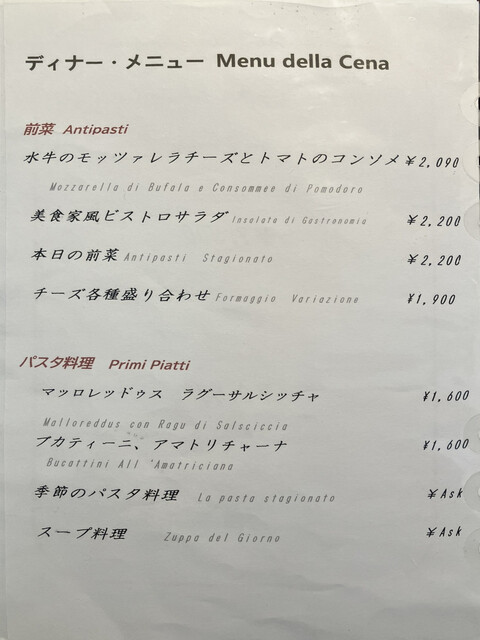 ディナー・メニュー Menu della Cena
前菜 Antipasti
水牛のモッツァレラチーズとトマトのコンソメ ¥2,090
Mozzarella di Bufala e Consommee di Pomodoro
美食家風ビストロサラダ Insalata di Gastronomia ¥2,200
本日の前菜 Antipasti Stagionato ¥2,200
チーズ各種盛り合わせ Formaggio Variazione ¥1,900
パスタ料理 Primi Piatti
マッロレッドゥス ラグーサルシッチャ ¥1,600
Malloreddus con Ragu di Salsciccia
ブカティーニ、アマトリチャーナ ¥1,600
Bucattini All 'Amatriciana
季節のパスタ料理 La pasta stagionato ¥Ask
スープ料理 Zuppa del Giorno ¥Ask